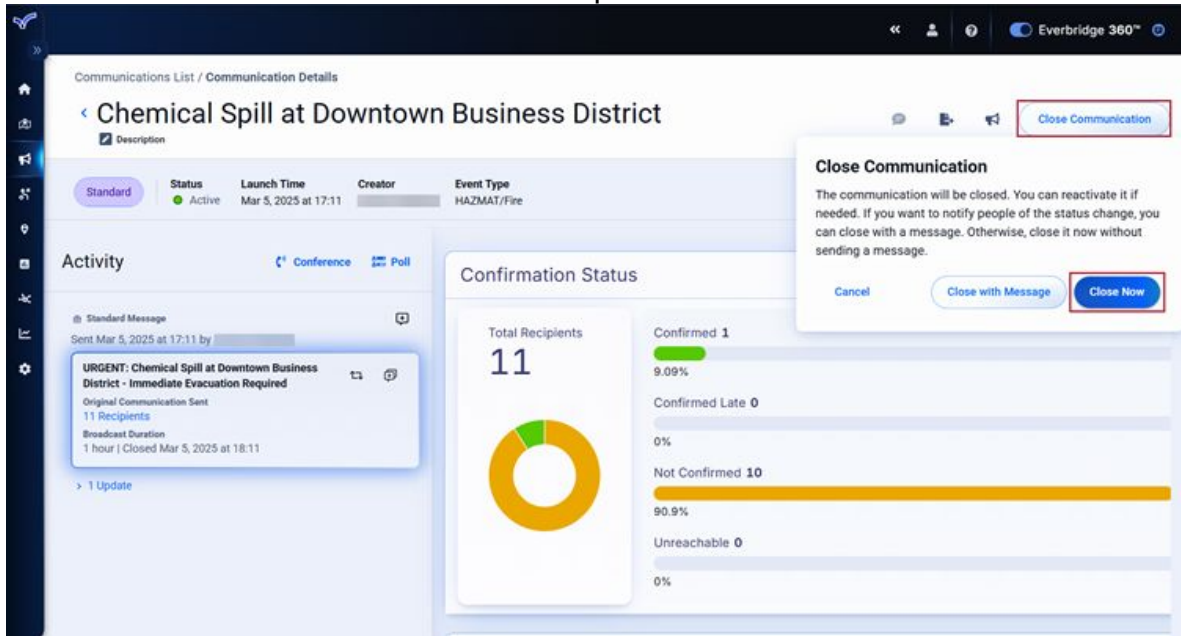 Everbridge 360™
Communications List / Communication Details
Chemical Spill at Downtown Business District
Description
Close Communication
Standard
Status
Active
Launch Time
Mar 5, 2025 at 17:11
Creator
Event Type
HAZMAT/Fire
Close Communication
The communication will be closed. You can reactivate it if
needed. If you want to notify people of the status change, you
can close with a message. Otherwise, close it now without
sending a message.
Cancel
Close with Message
Close Now
Activity
Conference
Poll
Standard Message
Sent Mar 5, 2025 at 17:11 by
URGENT: Chemical Spill at Downtown Business
District - Immediate Evacuation Required
Original Communication Sent
11 Recipients
Broadcast Duration
1 hour | Closed Mar 5, 2025 at 18:11
> 1 Update
Confirmation Status
Total Recipients
11
Confirmed 1
9.09%
Confirmed Late 0
0%
Not Confirmed 10
90.9%
Unreachable 0
0%